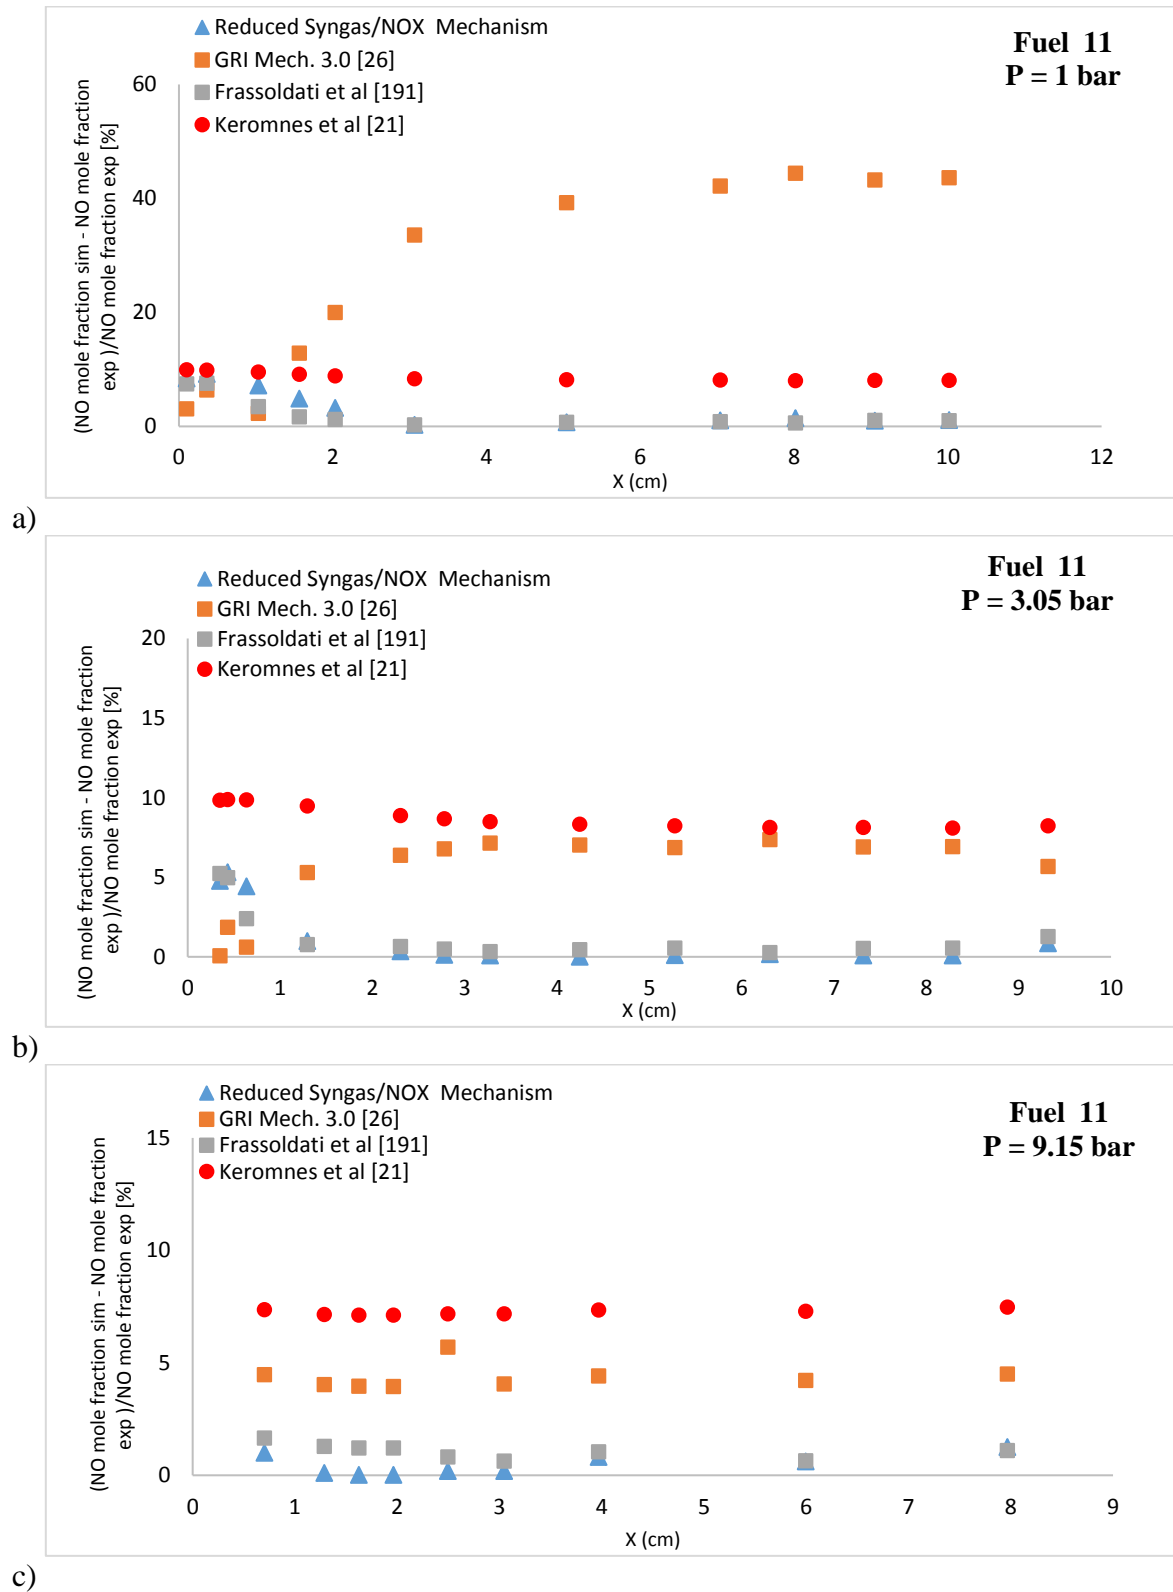 Reduced Syngas/NOX Mechanism
GRI Mech. 3.0 [26]
Frassoldati et al [191]
Keromnes et al [21]
Fuel 11
P = 1 bar
(NO mole fraction sim - NO mole fraction
exp )/NO mole fraction exp [%]
60
40
20
0
0 2 4 6 8 10 12
X (cm)
a)
Reduced Syngas/NOX Mechanism
GRI Mech. 3.0 [26]
Frassoldati et al [191]
Keromnes et al [21]
Fuel 11
P = 3.05 bar
(NO mole fraction sim - NO mole fraction
exp )/NO mole fraction exp [%]
20
15
10
5
0
0 1 2 3 4 5 6 7 8 9 10
X (cm)
b)
Reduced Syngas/NOX Mechanism
GRI Mech. 3.0 [26]
Frassoldati et al [191]
Keromnes et al [21]
Fuel 11
P = 9.15 bar
(NO mole fraction sim - NO mole fraction
exp )/NO mole fraction exp [%]
15
10
5
0
0 1 2 3 4 5 6 7 8 9
X (cm)
c)